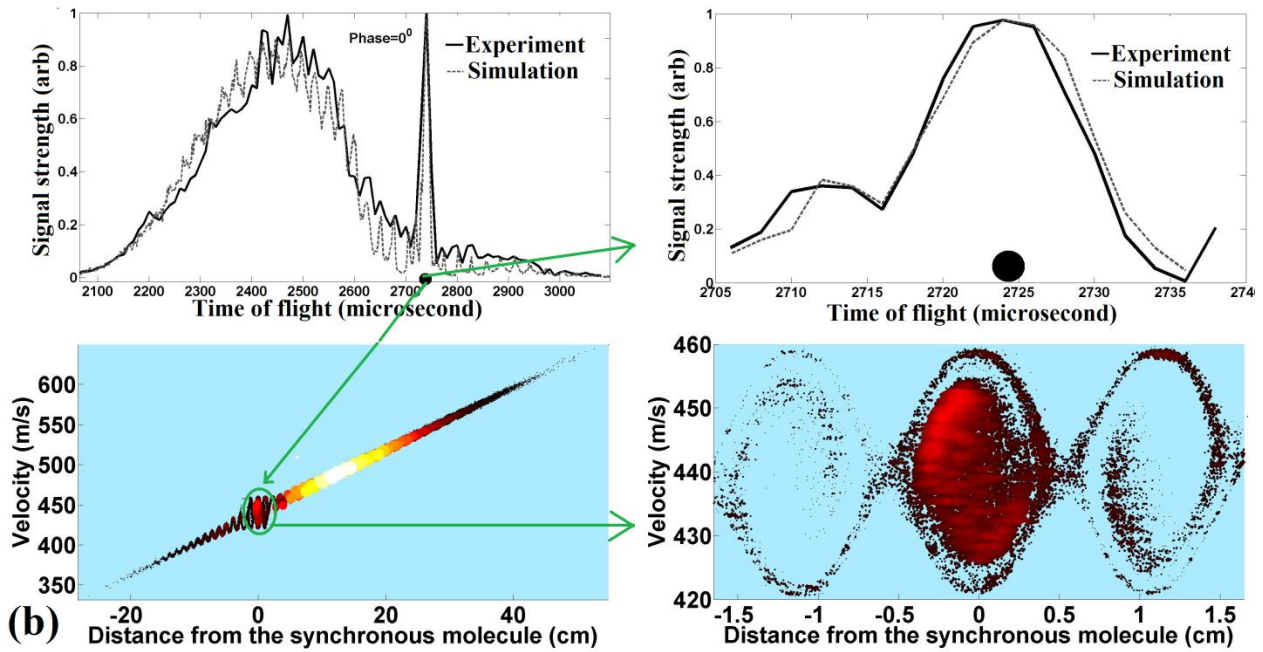 1
0.8
0.6
0.4
0.2
0
Signal strength (arb)
Phase=0⁰
Experiment
Simulation
2100 2200 2300 2400 2500 2600 2700 2800 2900 3000
Time of flight (microsecond)
1
0.8
0.6
0.4
0.2
0
Signal strength (arb)
Experiment
Simulation
2705 2710 2715 2720 2725 2730 2735 2740
Time of flight (microsecond)
600
550
500
450
400
350
Velocity (m/s)
-20 0 20 40
Distance from the synchronous molecule (cm)
(b)
460
450
440
430
420
Velocity (m/s)
-1.5 -1 -0.5 0 0.5 1 1.5
Distance from the synchronous molecule (cm)